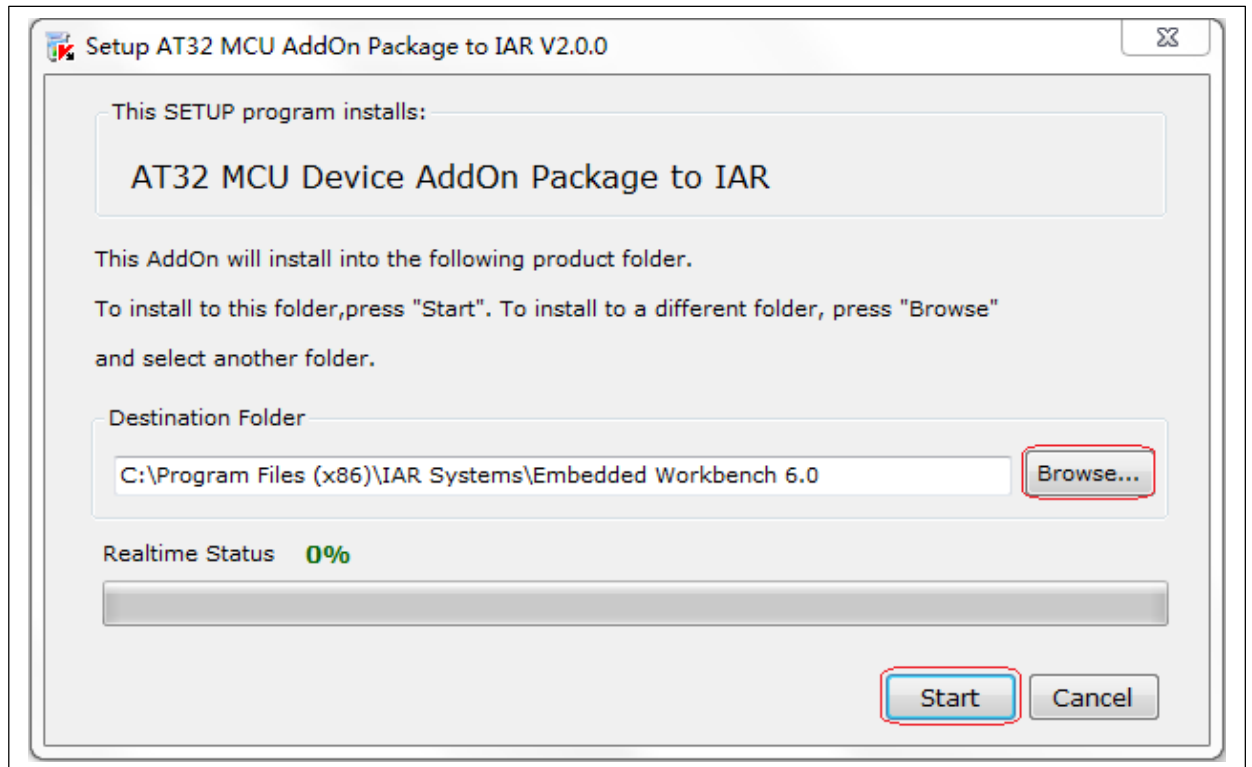 Setup AT32 MCU AddOn Package to IAR V2.0.0
This SETUP program installs:
AT32 MCU Device AddOn Package to IAR
This AddOn will install into the following product folder.
To install to this folder,press "Start". To install to a different folder, press "Browse"
and select another folder.
Destination Folder
C:\Program Files (x86)\IAR Systems\Embedded Workbench 6.0
Browse...
Realtime Status 0%
Start Cancel